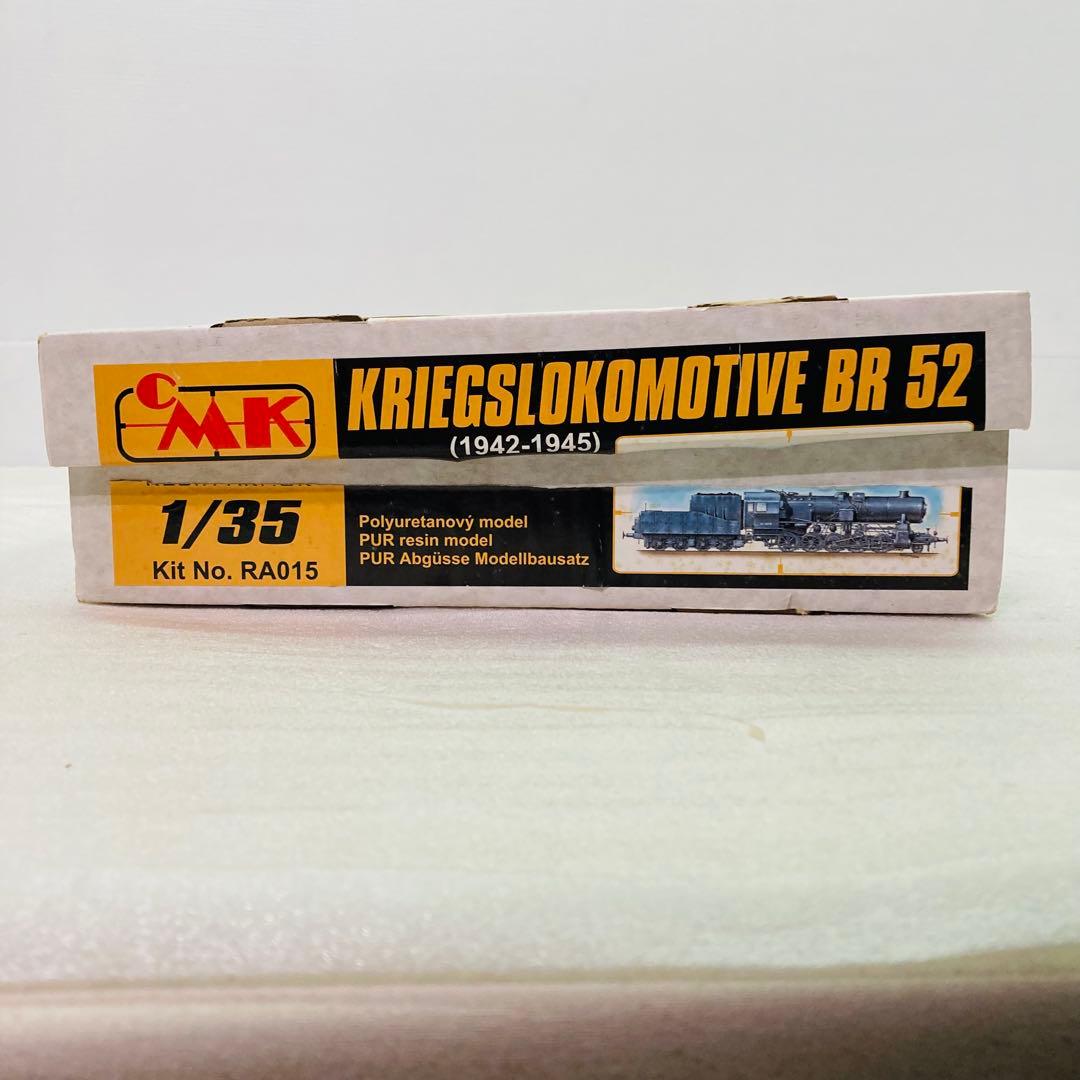 CMK
KRIEGSLOKOMOTIVE BR 52
(1942-1945)
1/35
Kit No. RA015
Polyuretanový model
PUR resin model
PUR Abgüsse Modellbausatz